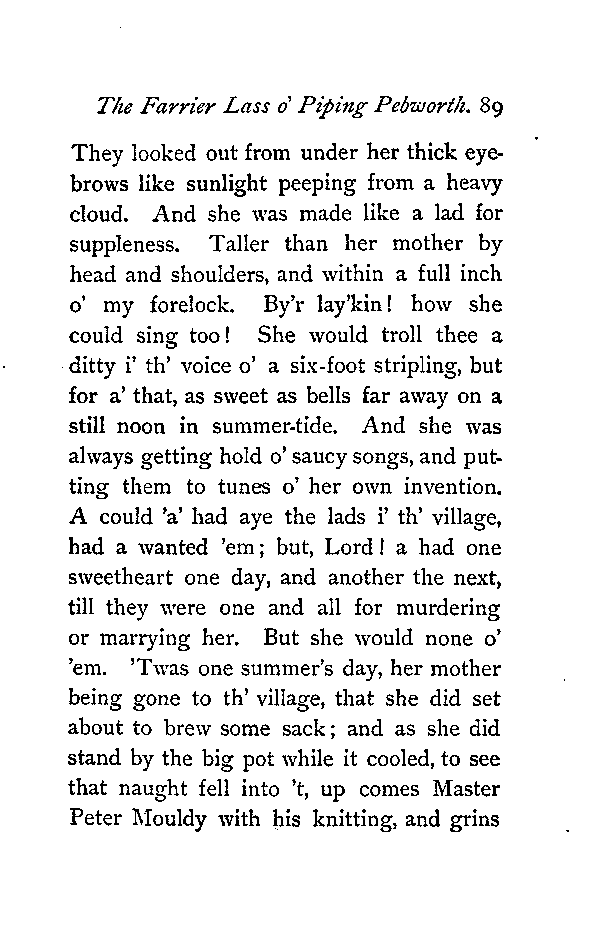 The Farrier Lass o' Piping Pebworth. 89
They looked out from under her thick eye-
brows like sunlight peeping from a heavy
cloud. And she was made like a lad for
suppleness. Taller than her mother by
head and shoulders, and within a full inch
o' my forelock. By'r lay'kin! how she
could sing too! She would troll thee a
ditty i' th' voice o' a six-foot stripling, but
for a' that, as sweet as bells far away on a
still noon in summer-tide. And she was
always getting hold o' saucy songs, and put-
ting them to tunes o' her own invention.
A could 'a' had aye the lads i' th' village,
had a wanted 'em; but, Lord! a had one
sweetheart one day, and another the next,
till they were one and all for murdering
or marrying her. But she would none o'
'em. 'Twas one summer's day, her mother
being gone to th' village, that she did set
about to brew some sack; and as she did
stand by the big pot while it cooled, to see
that naught fell into 't, up comes Master
Peter Mouldy with his knitting, and grins